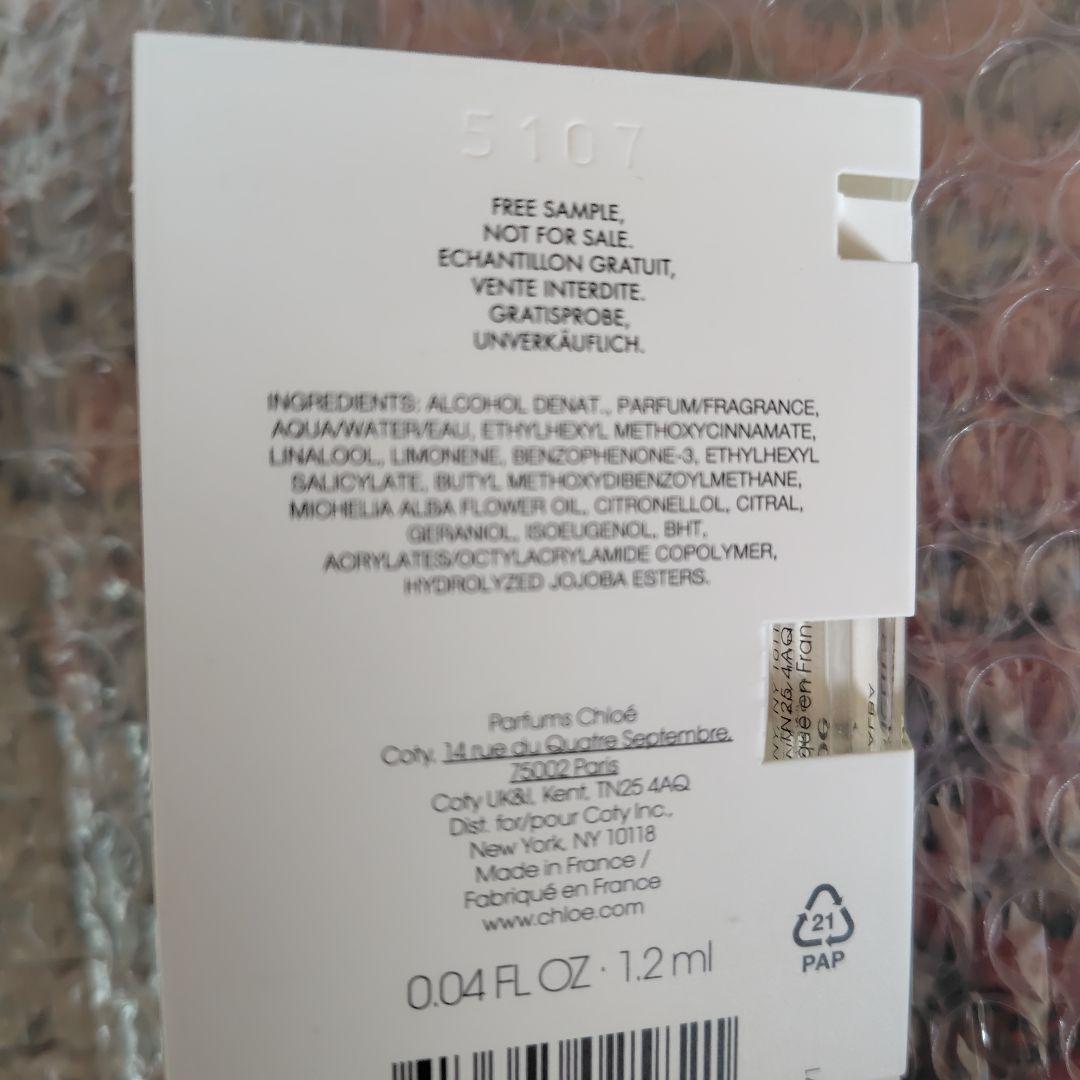 5107
FREE SAMPLE,
NOT FOR SALE.
ECHANTILLON GRATUIT,
VENTE INTERDITE.
GRATISPROBE,
UNVERKÄUFLICH.
INGREDIENTS: ALCOHOL DENAT., PARFUM/FRAGRANCE,
AQUA/WATER/EAU, ETHYLHEXYL METHOXYCINNAMATE,
LINALOOL, LIMONENE, BENZOPHENONE-3, ETHYLHEXYL
SALICYLATE, BUTYL METHOXYDIBENZOYLMETHANE,
MICHELIA ALBA FLOWER OIL, CITRONELLOL, CITRAL,
GERANIOL, ISOEUGENOL, BHT,
ACRYLATES/OCTYLACRYLAMIDE COPOLYMER,
HYDROLYZED JOJOBA ESTERS.
4AQ
qué en Fran
Parfums Chloé
Coty, 14 rue du Quatre Septembre,
75002 Paris
Coty UK&I, Kent, TN25 4AQ
Dist. for/pour Coty Inc.,
New York, NY 10118
Made in France /
Fabriqué en France
www.chloe.com
0.04 FL OZ · 1.2 ml
21
PAP